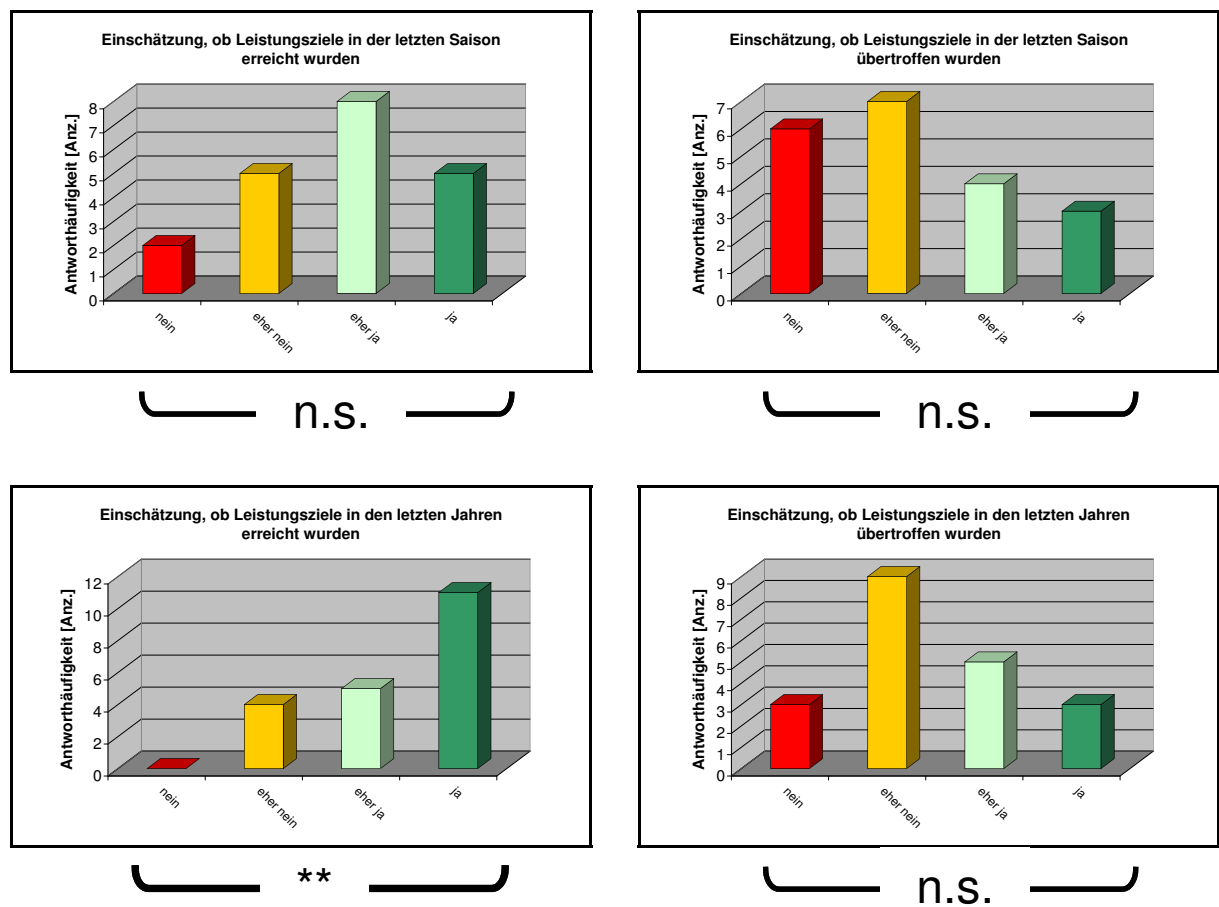 Einschätzung, ob Leistungsziele in der letzten Saison
erreicht wurden
Antworthäufigkeit [Anz.]
8
7
6
5
4
3
2
1
0
nein
eher nein
eher ja
ja
n.s.
Einschätzung, ob Leistungsziele in der letzten Saison
übertroffen wurden
Antworthäufigkeit [Anz.]
7
6
5
4
3
2
1
0
nein
eher nein
eher ja
ja
n.s.
Einschätzung, ob Leistungsziele in den letzten Jahren
erreicht wurden
Antworthäufigkeit [Anz.]
12
10
8
6
4
2
0
nein
eher nein
eher ja
ja
**
Einschätzung, ob Leistungsziele in den letzten Jahren
übertroffen wurden
Antworthäufigkeit [Anz.]
9
8
7
6
5
4
3
2
1
0
nein
eher nein
eher ja
ja
n.s.